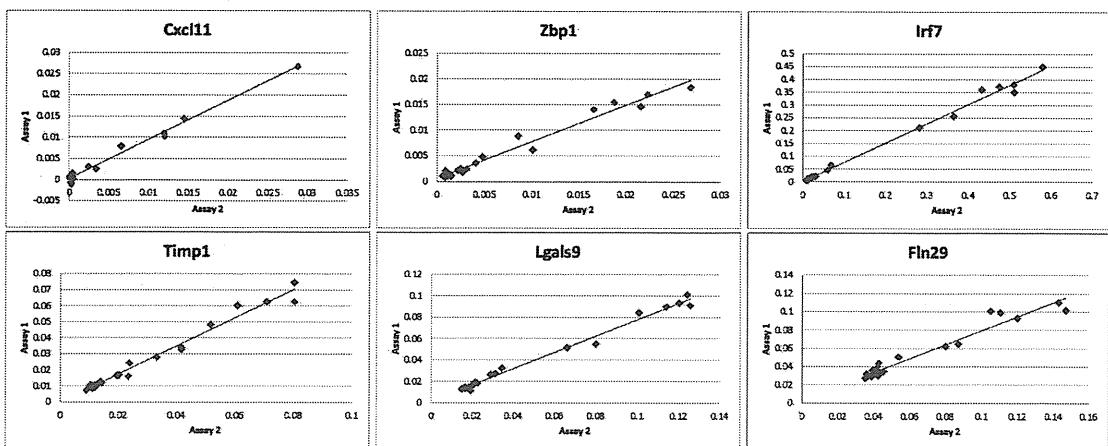 Cxcl11
0.03
0.025
0.02
0.015
0.01
0.005
0
-0.005
Assay 1
0 0.005 0.01 0.015 0.02 0.025 0.03 0.035
Assay 2
Zbp1
0.025
0.02
0.015
0.01
0.005
0
Assay 1
0 0.005 0.01 0.015 0.02 0.025 0.03
Assay 2
Irf7
0.5
0.45
0.4
0.35
0.3
0.25
0.2
0.15
0.1
0.05
0
Assay 1
0 0.1 0.2 0.3 0.4 0.5 0.6 0.7
Assay 2
Timp1
0.08
0.07
0.06
0.05
0.04
0.03
0.02
0.01
0
Assay 1
0 0.02 0.04 0.06 0.08 0.1
Assay 2
Lgals9
0.12
0.1
0.08
0.06
0.04
0.02
0
Assay 1
0 0.02 0.04 0.06 0.08 0.1 0.12 0.14
Assay 2
Fln29
0.14
0.12
0.1
0.08
0.06
0.04
0.02
0
Assay 1
0 0.02 0.04 0.06 0.08 0.1 0.12 0.14 0.16
Assay 2